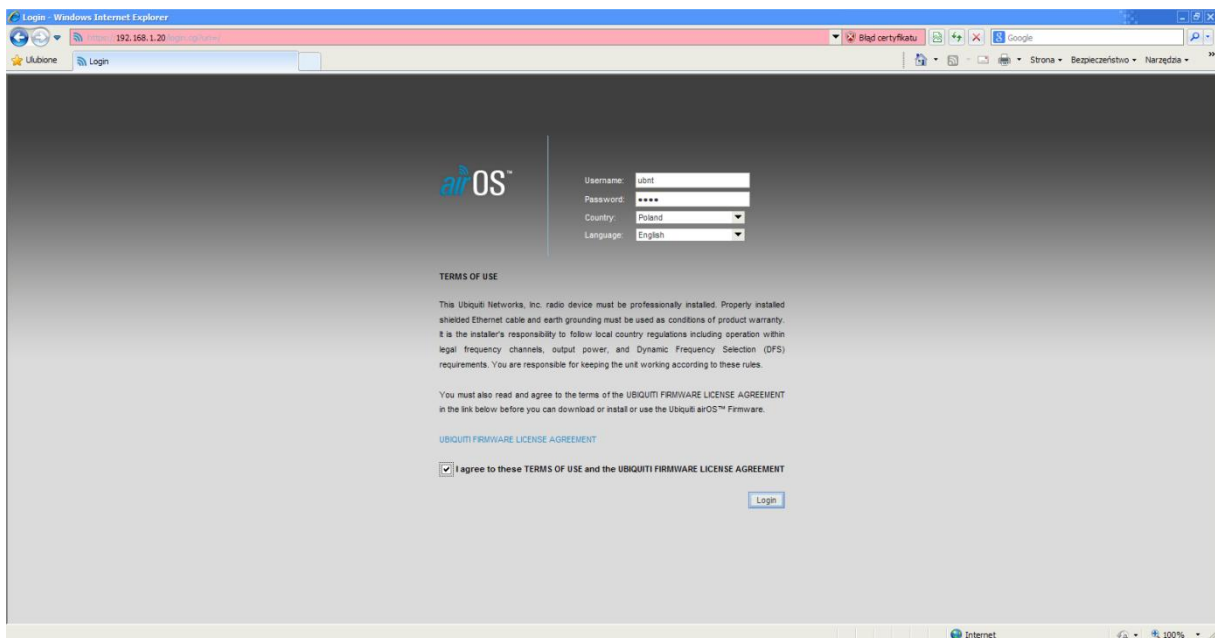 Login - Windows Internet Explorer
https://192.168.1.20/login.cgi?uri=/
Błąd certyfikatu
Google
Ulubione
Login
Strona
Bezpieczeństwo
Narzędzia
»
airOS™
Username: ubnt
Password: ••••
Country: Poland
Language: English
TERMS OF USE
This Ubiquiti Networks, Inc. radio device must be professionally installed. Properly installed
shielded Ethernet cable and earth grounding must be used as conditions of product warranty.
It is the installer's responsibility to follow local country regulations including operation within
legal frequency channels, output power, and Dynamic Frequency Selection (DFS)
requirements. You are responsible for keeping the unit working according to these rules.
You must also read and agree to the terms of the UBIQUITI FIRMWARE LICENSE AGREEMENT
in the link below before you can download or install or use the Ubiquiti airOS™ Firmware.
UBIQUITI FIRMWARE LICENSE AGREEMENT
I agree to these TERMS OF USE and the UBIQUITI FIRMWARE LICENSE AGREEMENT
Login
Internet
100%